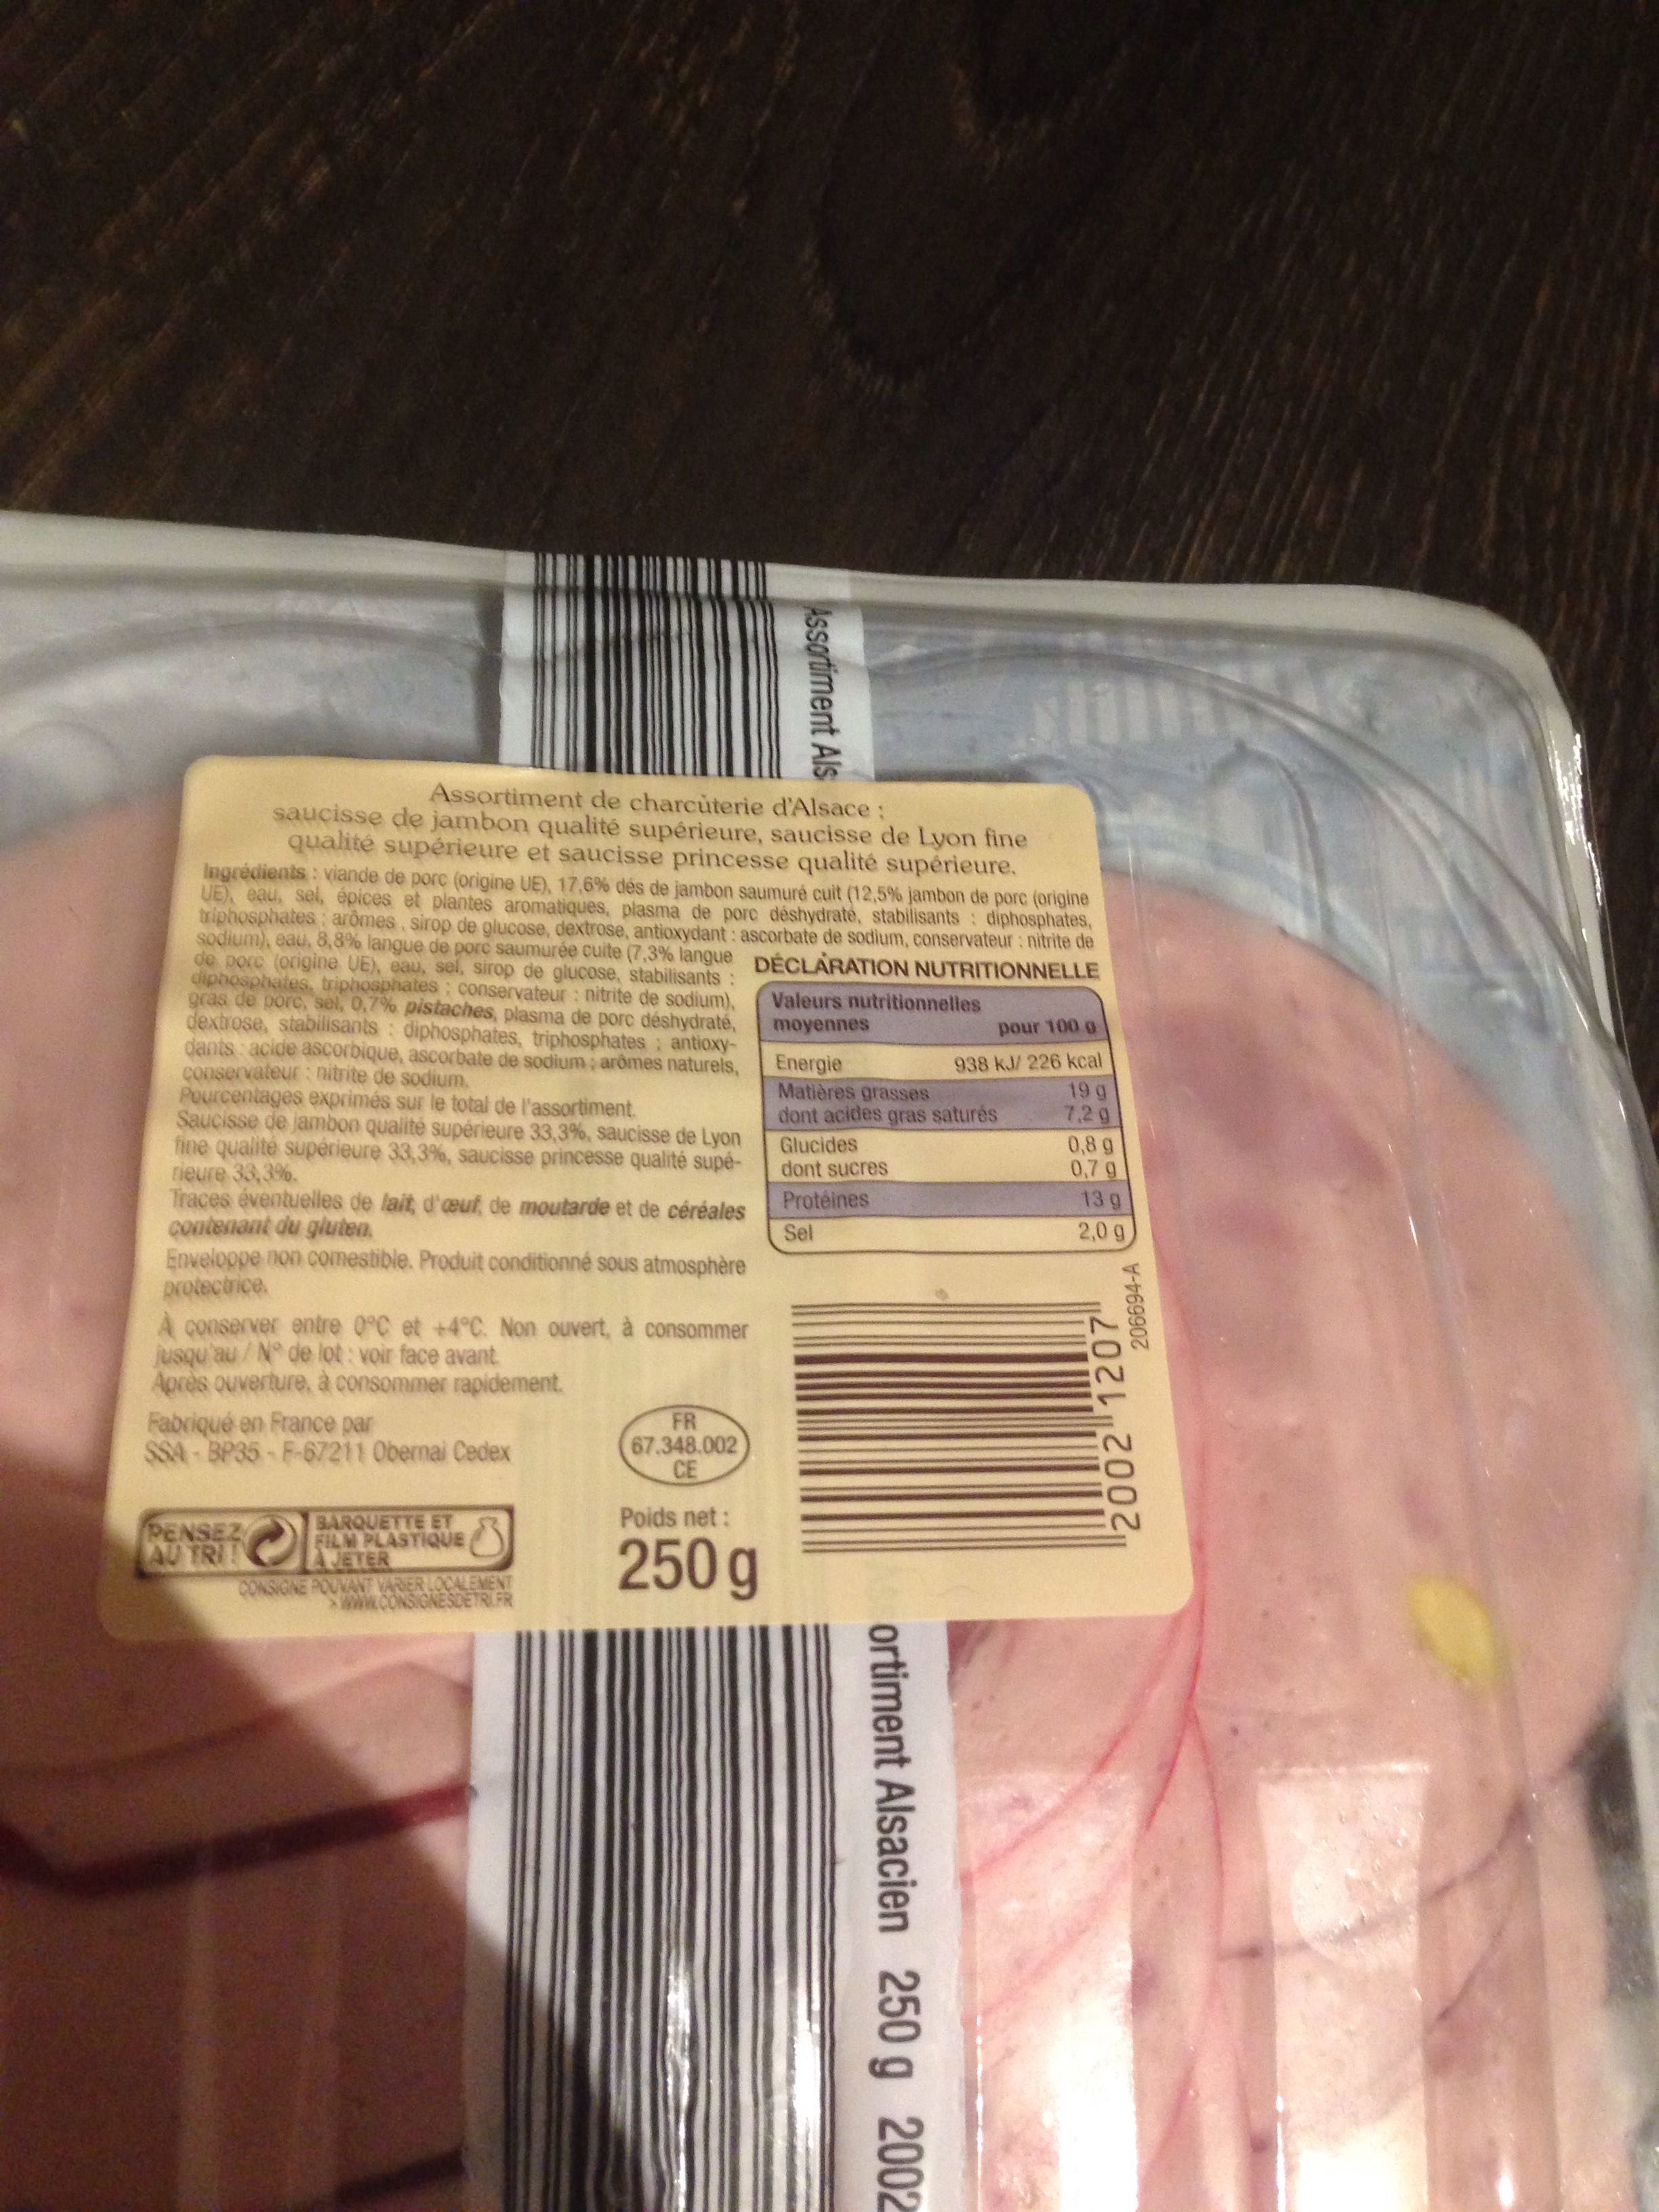 Assortiment Als
Assortiment de charcuterie d'Alsace :
saucisse de jambon qualité supérieure, saucisse de Lyon fine
qualité supérieure et saucisse princesse qualité supérieure.
Ingrédients : viande de porc (origine UE), 17,6% dés de jambon saumuré cuit (12,5% jambon de porc (origine
UE), eau, sel, épices et plantes aromatiques, plasma de porc déshydraté, stabilisants : diphosphates,
triphosphates ; arômes, sirop de glucose, dextrose, antioxydant : ascorbate de sodium, conservateur : nitrite de
sodium), eau, 8,8% langue de porc saumurée cuite (7,3% langue
de porc (origine UE), eau, sel, sirop de glucose, stabilisants :
diphosphates, triphosphates ; conservateur : nitrite de sodium),
gras de porc, sel, 0,7% pistaches, plasma de porc déshydraté,
dextrose, stabilisants : diphosphates, triphosphates ; antioxy-
dants : acide ascorbique, ascorbate de sodium ; arômes naturels,
conservateur : nitrite de sodium.
Pourcentages exprimés sur le total de l'assortiment.
Saucisse de jambon qualité supérieure 33,3%, saucisse de Lyon
fine qualité supérieure 33,3%, saucisse princesse qualité supé-
rieure 33,3%.
Traces éventuelles de lait, d'œuf, de moutarde et de céréales
contenant du gluten.
Enveloppe non comestible. Produit conditionné sous atmosphère
protectrice.
À conserver entre 0°C et +4°C. Non ouvert, à consommer
jusqu'au / N° de lot : voir face avant.
Après ouverture, à consommer rapidement.
Fabriqué en France par
SSA - BP35 - F-67211 Obernai Cedex
FR
67.348.002
CE
PENSEZ
AU TRI !
BARQUETTE ET
FILM PLASTIQUE
À JETER
CONSIGNE POUVANT VARIER LOCALEMENT
> WWW.CONSIGNESDETRI.FR
Poids net :
250 g
DÉCLARATION NUTRITIONNELLE
Valeurs nutritionnelles
moyennes pour 100 g
Energie 938 kJ/ 226 kcal
Matières grasses 19 g
dont acides gras saturés 7,2 g
Glucides 0,8 g
dont sucres 0,7 g
Protéines 13 g
Sel 2,0 g
2002 1207
206694-A
ortiment Alsacien 250 g 2002